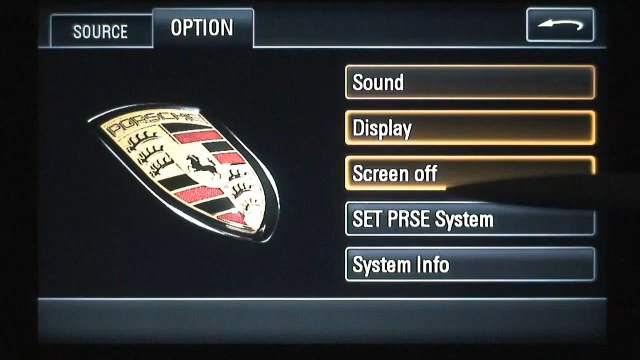 SOURCE
OPTION
PORSCHE
Sound
Display
Screen off
SET PRSE System
System Info